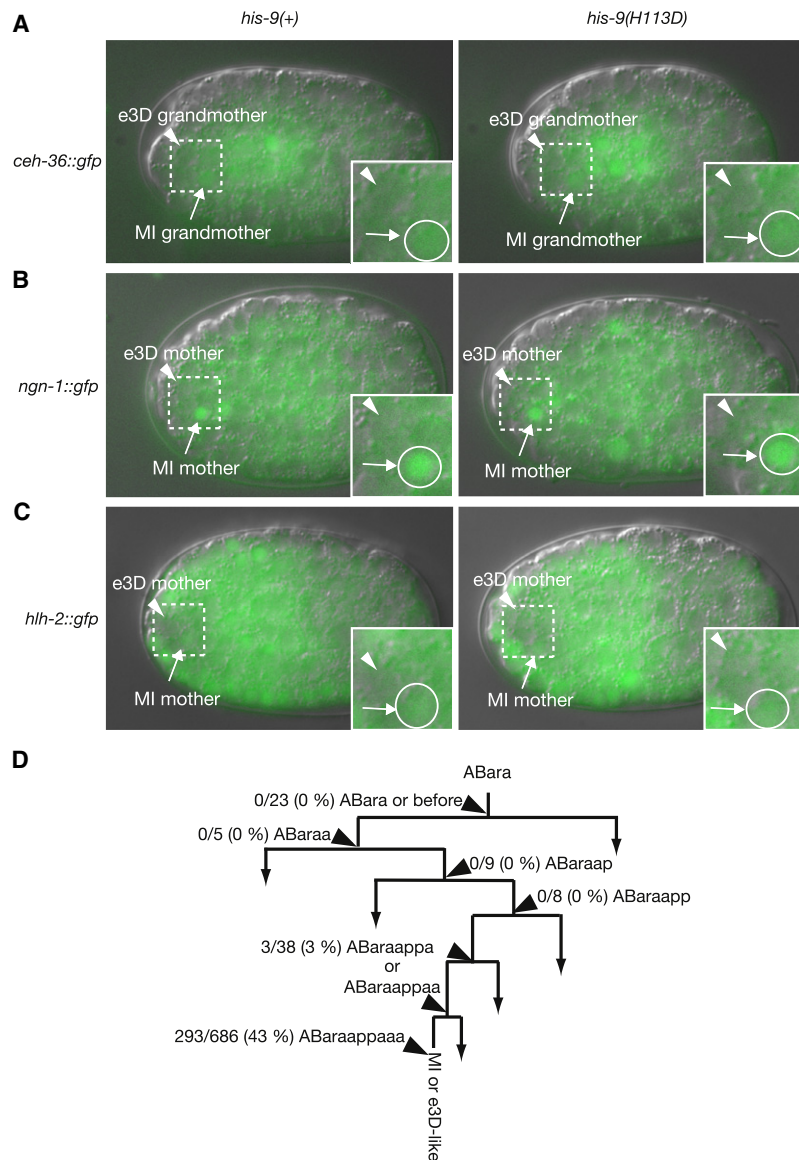 his-9(+)
his-9(H113D)
A
ceh-36::gfp
e3D grandmother
MI grandmother
e3D grandmother
MI grandmother
B
ngn-1::gfp
e3D mother
MI mother
e3D mother
MI mother
C
hlh-2::gfp
e3D mother
MI mother
e3D mother
MI mother
D
ABara
0/23 (0 %) ABara or before
0/5 (0 %) ABaraa
0/9 (0 %) ABaraap
0/8 (0 %) ABaraapp
3/38 (3 %) ABaraappa
or
ABaraappaa
293/686 (43 %) ABaraappaaa
MI or e3D-like